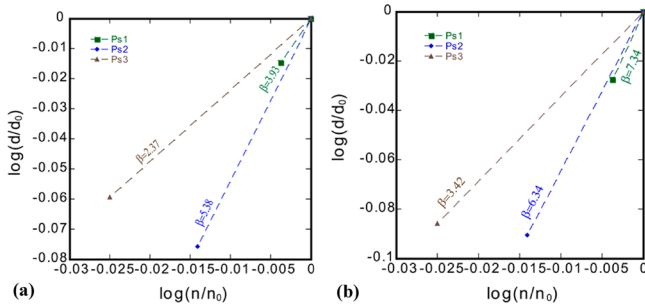 0
-0.01
-0.02
-0.03
-0.04
-0.05
-0.06
-0.07
-0.08
log(d/d0)
Ps1
Ps2
Ps3
β=3.93
β=2.37
β=5.38
-0.03 -0.025 -0.02 -0.015 -0.01 -0.005 0
log(n/n0)
(a)
0
-0.02
-0.04
-0.06
-0.08
-0.1
log(d/d0)
Ps1
Ps2
Ps3
β=7.34
β=3.42
β=6.34
-0.03 -0.025 -0.02 -0.015 -0.01 -0.005 0
log(n/n0)
(b)